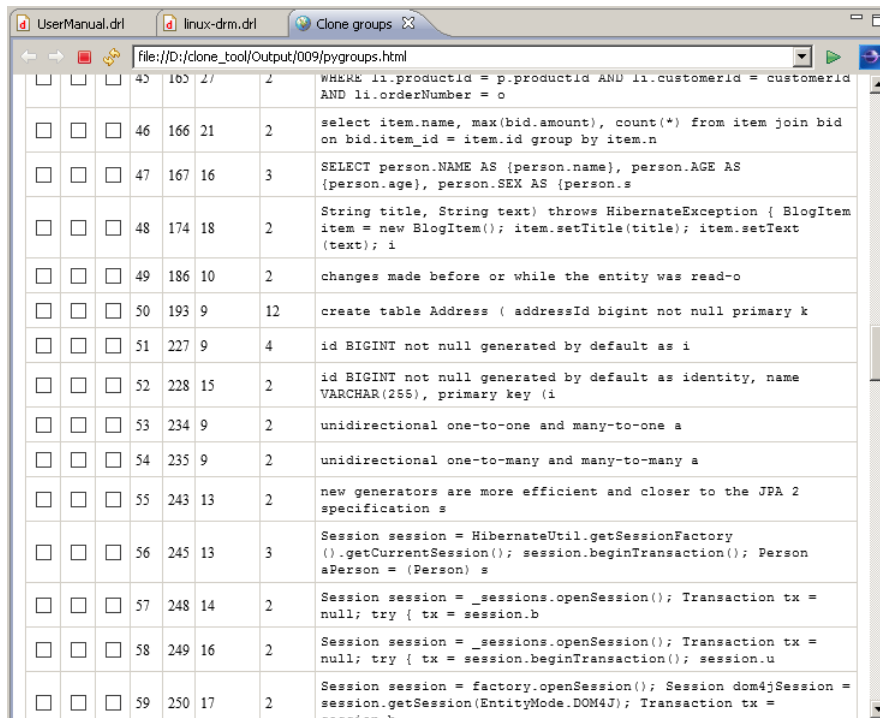 UserManual.drl linux-drm.drl Clone groups
file://D:/clone_tool/Output/009/pygroups.html
45 165 27 2 WHERE li.productId = p.productId AND li.customerId = customerId
AND li.orderNumber = o
46 166 21 2 select item.name, max(bid.amount), count(*) from item join bid
on bid.item_id = item.id group by item.n
47 167 16 3 SELECT person.NAME AS {person.name}, person.AGE AS
{person.age}, person.SEX AS {person.s
48 174 18 2 String title, String text) throws HibernateException { BlogItem
item = new BlogItem(); item.setTitle(title); item.setText
(text); i
49 186 10 2 changes made before or while the entity was read-o
50 193 9 12 create table Address ( addressId bigint not null primary k
51 227 9 4 id BIGINT not null generated by default as i
52 228 15 2 id BIGINT not null generated by default as identity, name
VARCHAR(255), primary key (i
53 234 9 2 unidirectional one-to-one and many-to-one a
54 235 9 2 unidirectional one-to-many and many-to-many a
55 243 13 2 new generators are more efficient and closer to the JPA 2
specification s
56 245 13 3 Session session = HibernateUtil.getSessionFactory
().getCurrentSession(); session.beginTransaction(); Person
aPerson = (Person) s
57 248 14 2 Session session = _sessions.openSession(); Transaction tx =
null; try { tx = session.b
58 249 16 2 Session session = _sessions.openSession(); Transaction tx =
null; try { tx = session.beginTransaction(); session.u
59 250 17 2 Session session = factory.openSession(); Session dom4jSession =
session.getSession(EntityMode.DOM4J); Transaction tx =